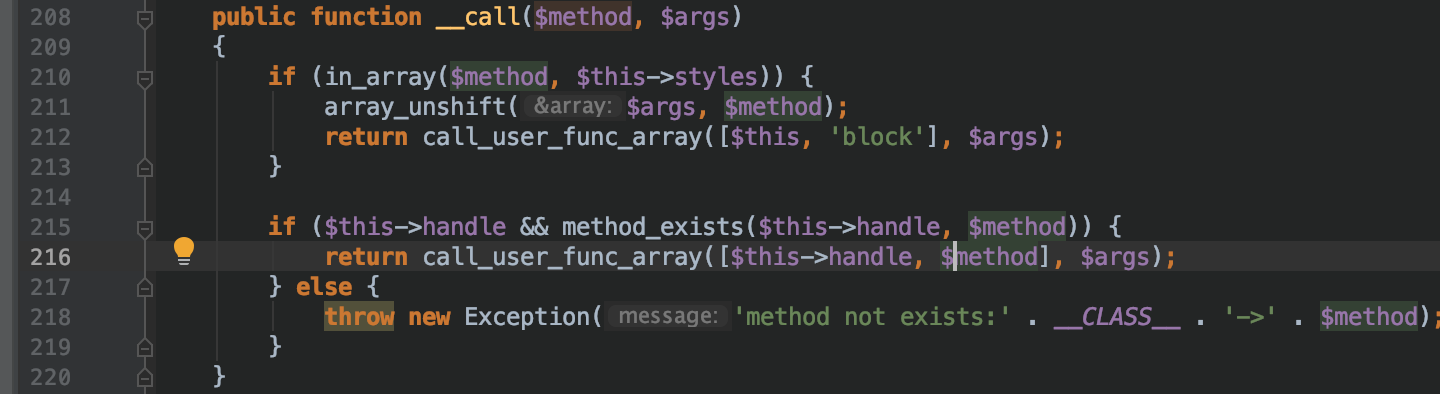 208 public function __call($method, $args)
209 {
210 if (in_array($method, $this->styles)) {
211 array_unshift( &array: $args, $method);
212 return call_user_func_array([$this, 'block'], $args);
213 }
214
215 if ($this->handle && method_exists($this->handle, $method)) {
216 return call_user_func_array([$this->handle, $method], $args);
217 } else {
218 throw new Exception( message: 'method not exists:' . __CLASS__ . '->' . $method);
219 }
220 }